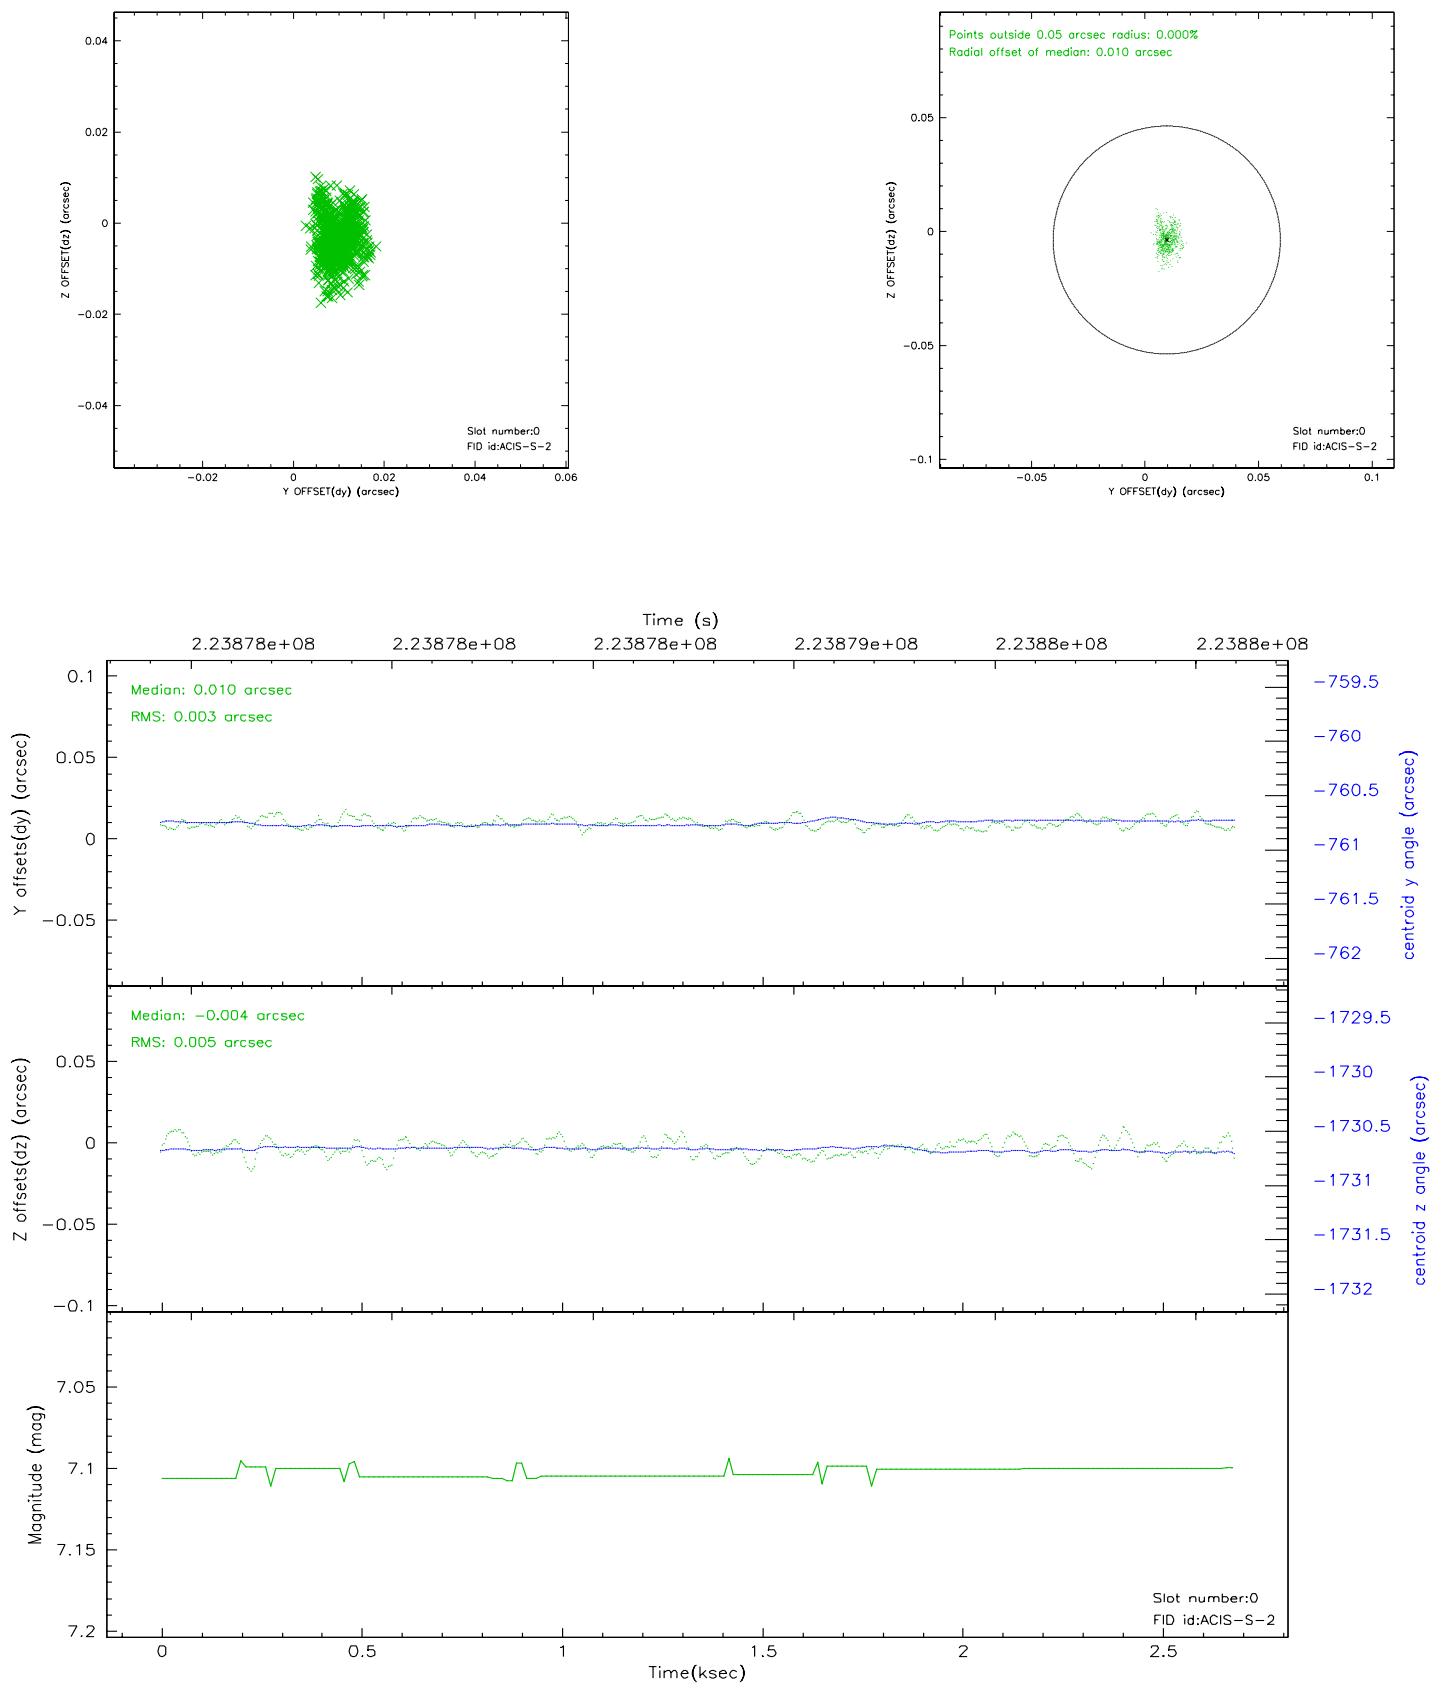 0.04
0.02
0
-0.02
-0.04
Z OFFSET(dz) (arcsec)
Slot number:0
FID id:ACIS-S-2
-0.02 0 0.02 0.04 0.06
Y OFFSET(dy) (arcsec)
Points outside 0.05 arcsec radius: 0.000%
Radial offset of median: 0.010 arcsec
0.05
0
-0.05
-0.1
Z OFFSET(dz) (arcsec)
Slot number:0
FID id:ACIS-S-2
-0.05 0 0.05 0.1
Y OFFSET(dy) (arcsec)
Time (s)
2.23878e+08 2.23878e+08 2.23878e+08 2.23879e+08 2.2388e+08 2.2388e+08
Median: 0.010 arcsec
RMS: 0.003 arcsec
0.1
0.05
0
-0.05
Y offsets(dy) (arcsec)
-759.5
-760
-760.5
-761
-761.5
-762
centroid y angle (arcsec)
Median: -0.004 arcsec
RMS: 0.005 arcsec
0.05
0
-0.05
-0.1
Z offsets(dz) (arcsec)
-1729.5
-1730
-1730.5
-1731
-1731.5
-1732
centroid z angle (arcsec)
7.05
7.1
7.15
7.2
Magnitude (mag)
Slot number:0
FID id:ACIS-S-2
0 0.5 1 1.5 2 2.5
Time(ksec)